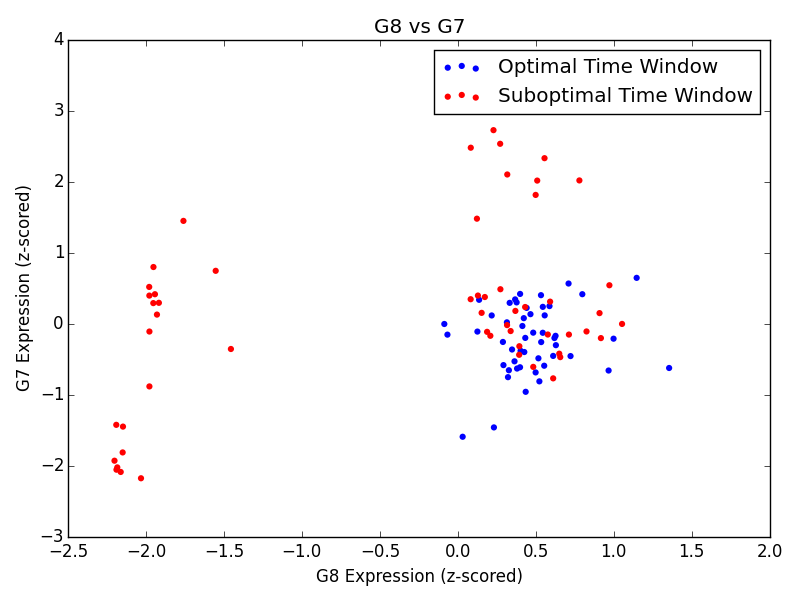 G8 vs G7
Optimal Time Window
Suboptimal Time Window
G7 Expression (z-scored)
4
3
2
1
0
−1
−2
−3
−2.5 −2.0 −1.5 −1.0 −0.5 0.0 0.5 1.0 1.5 2.0
G8 Expression (z-scored)